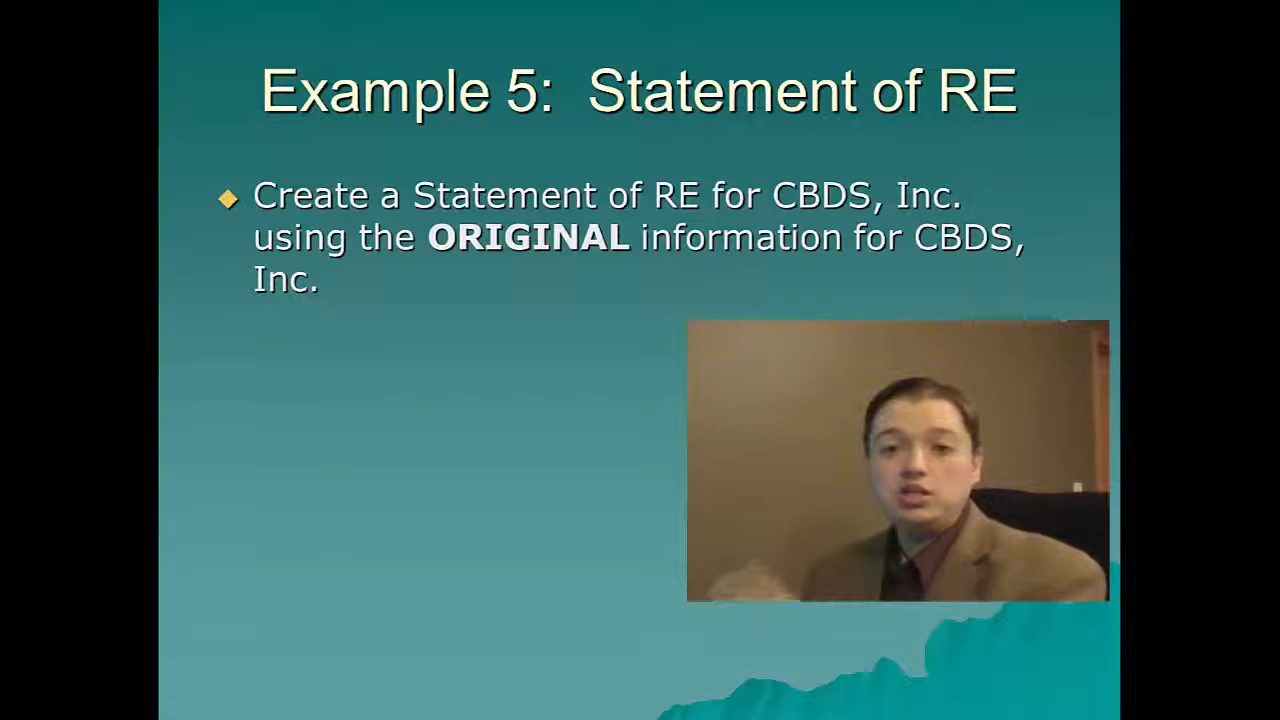 Example 5: Statement of RE
Create a Statement of RE for CBDS, Inc.
using the ORIGINAL information for CBDS,
Inc.